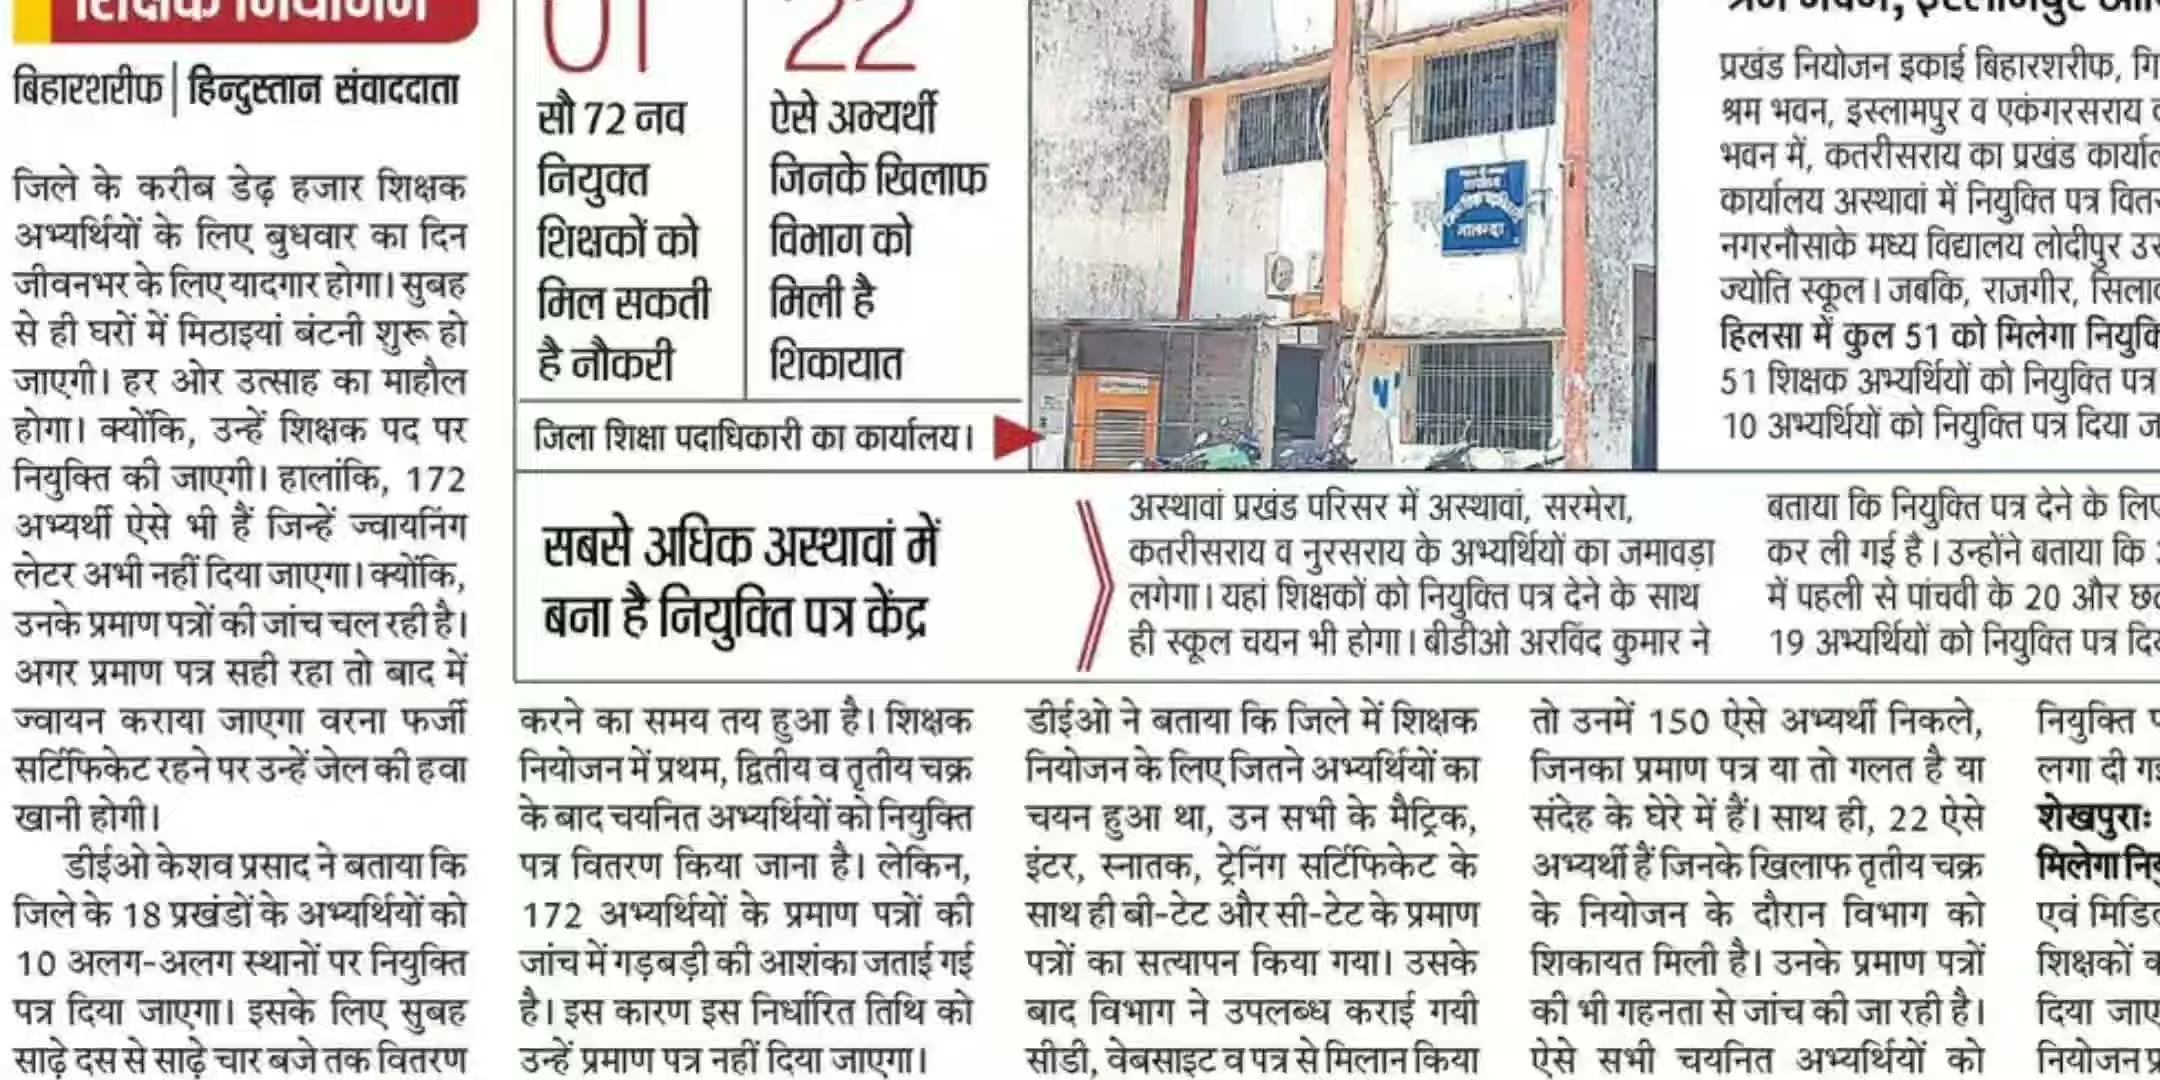 शिक्षक नियोजन
बिहारशरीफ | हिन्दुस्तान संवाददाता
जिले के करीब डेढ़ हजार शिक्षक
अभ्यर्थियों के लिए बुधवार का दिन
जीवनभर के लिए यादगार होगा। सुबह
से ही घरों में मिठाइयां बंटनी शुरू हो
जाएगी। हर ओर उत्साह का माहौल
होगा। क्योंकि, उन्हें शिक्षक पद पर
नियुक्ति की जाएगी। हालांकि, 172
अभ्यर्थी ऐसे भी हैं जिन्हें ज्वायनिंग
लेटर अभी नहीं दिया जाएगा। क्योंकि,
उनके प्रमाण पत्रों की जांच चल रही है।
अगर प्रमाण पत्र सही रहा तो बाद में
ज्वायन कराया जाएगा वरना फर्जी
सर्टिफिकेट रहने पर उन्हें जेल की हवा
खानी होगी।
डीईओ केशव प्रसाद ने बताया कि
जिले के 18 प्रखंडों के अभ्यर्थियों को
10 अलग-अलग स्थानों पर नियुक्ति
पत्र दिया जाएगा। इसके लिए सुबह
साढ़े दस से साढ़े चार बजे तक वितरण
01
सौ 72 नव
नियुक्त
शिक्षकों को
मिल सकती
है नौकरी
22
ऐसे अभ्यर्थी
जिनके खिलाफ
विभाग को
मिली है
शिकायात
जिला शिक्षा पदाधिकारी का कार्यालय।
नालन्दा
प्रखंड नियोजन इकाई बिहारशरीफ,
श्रम भवन, इस्लामपुर व एकंगरसराय
भवन में, कतरीसराय का प्रखंड
कार्यालय अस्थावां में नियुक्ति पत्र
नगरनौसाके मध्य विद्यालय लोदीपुर
ज्योति स्कूल। जबकि, राजगीर,
हिलसा में कुल 51 को मिलेगा
51 शिक्षक अभ्यर्थियों को नियुक्ति पत्र
10 अभ्यर्थियों को नियुक्ति पत्र दिया
सबसे अधिक अस्थावां में
बना है नियुक्ति पत्र केंद्र
अस्थावां प्रखंड परिसर में अस्थावां, सरमेरा,
कतरीसराय व नुरसराय के अभ्यर्थियों का जमावड़ा
लगेगा। यहां शिक्षकों को नियुक्ति पत्र देने के साथ
ही स्कूल चयन भी होगा। बीडीओ अरविंद कुमार ने
बताया कि नियुक्ति पत्र देने के
कर ली गई है। उन्होंने बताया कि
में पहली से पांचवी के 20 और
19 अभ्यर्थियों को नियुक्ति पत्र
करने का समय तय हुआ है। शिक्षक
नियोजन में प्रथम, द्वितीय व तृतीय चक्र
के बाद चयनित अभ्यर्थियों को नियुक्ति
पत्र वितरण किया जाना है। लेकिन,
172 अभ्यर्थियों के प्रमाण पत्रों की
जांच में गड़बड़ी की आशंका जताई गई
है। इस कारण इस निर्धारित तिथि को
उन्हें प्रमाण पत्र नहीं दिया जाएगा।
डीईओ ने बताया कि जिले में शिक्षक
नियोजन के लिए जितने अभ्यर्थियों का
चयन हुआ था, उन सभी के मैट्रिक,
इंटर, स्नातक, ट्रेनिंग सर्टिफिकेट के
साथ ही बी-टेट और सी-टेट के प्रमाण
पत्रों का सत्यापन किया गया। उसके
बाद विभाग ने उपलब्ध कराई गयी
सीडी, वेबसाइट व पत्र से मिलान किया
तो उनमें 150 ऐसे अभ्यर्थी निकले,
जिनका प्रमाण पत्र या तो गलत है या
संदेह के घेरे में हैं। साथ ही, 22 ऐसे
अभ्यर्थी हैं जिनके खिलाफ तृतीय चक्र
के नियोजन के दौरान विभाग को
शिकायत मिली है। उनके प्रमाण पत्रों
की भी गहनता से जांच की जा रही है।
ऐसे सभी चयनित अभ्यर्थियों को
नियुक्ति
लगा दी
शेखपुराः
एवं
शिक्षकों
दिया